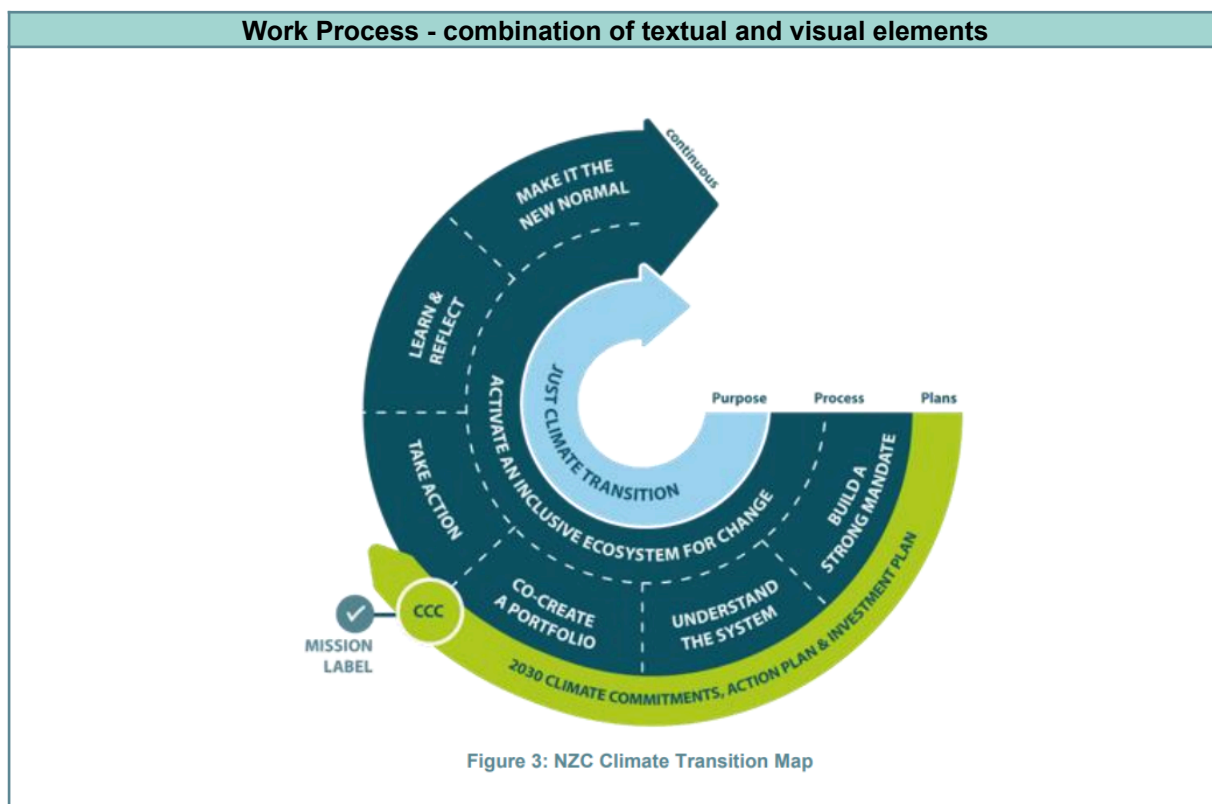 Work Process - combination of textual and visual elements
continuous
MAKE IT THE
NEW NORMAL
LEARN &
REFLECT
TAKE ACTION
CO-CREATE
A PORTFOLIO
UNDERSTAND
THE SYSTEM
BUILD A
STRONG MANDATE
ACTIVATE AN INCLUSIVE ECOSYSTEM FOR CHANGE
JUST CLIMATE TRANSITION
Purpose Process Plans
2030 CLIMATE COMMITMENTS, ACTION PLAN & INVESTMENT PLAN
CCC
MISSION
LABEL
Figure 3: NZC Climate Transition Map